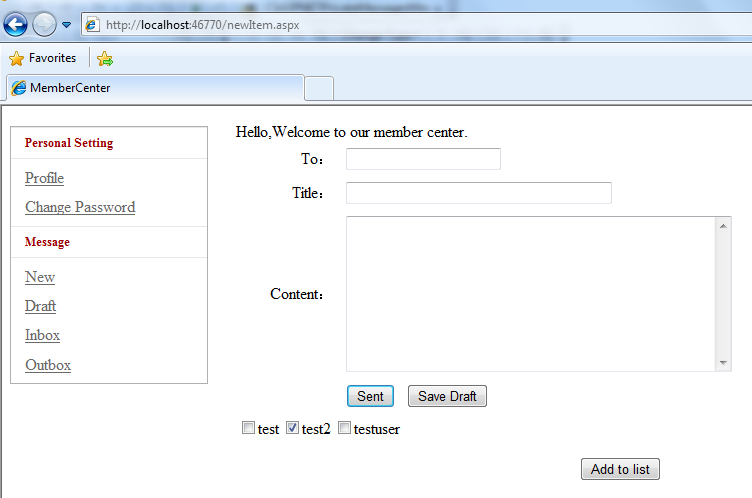 http://localhost:46770/newItem.aspx
Favorites
MemberCenter
Personal Setting
Profile
Change Password
Message
New
Draft
Inbox
Outbox
Hello,Welcome to our member center.
To：
Title：
Content：
Sent Save Draft
test test2 testuser
Add to list